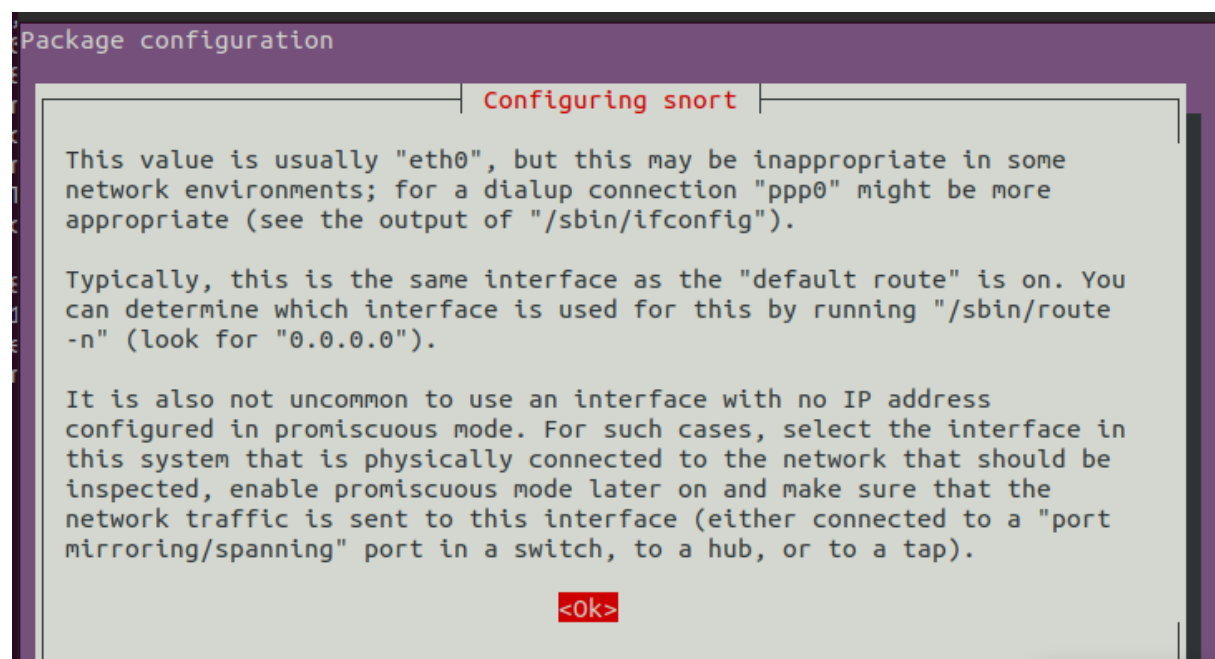 Package configuration
Configuring snort
This value is usually "eth0", but this may be inappropriate in some
network environments; for a dialup connection "ppp0" might be more
appropriate (see the output of "/sbin/ifconfig").
Typically, this is the same interface as the "default route" is on. You
can determine which interface is used for this by running "/sbin/route
-n" (look for "0.0.0.0").
It is also not uncommon to use an interface with no IP address
configured in promiscuous mode. For such cases, select the interface in
this system that is physically connected to the network that should be
inspected, enable promiscuous mode later on and make sure that the
network traffic is sent to this interface (either connected to a "port
mirroring/spanning" port in a switch, to a hub, or to a tap).
<Ok>